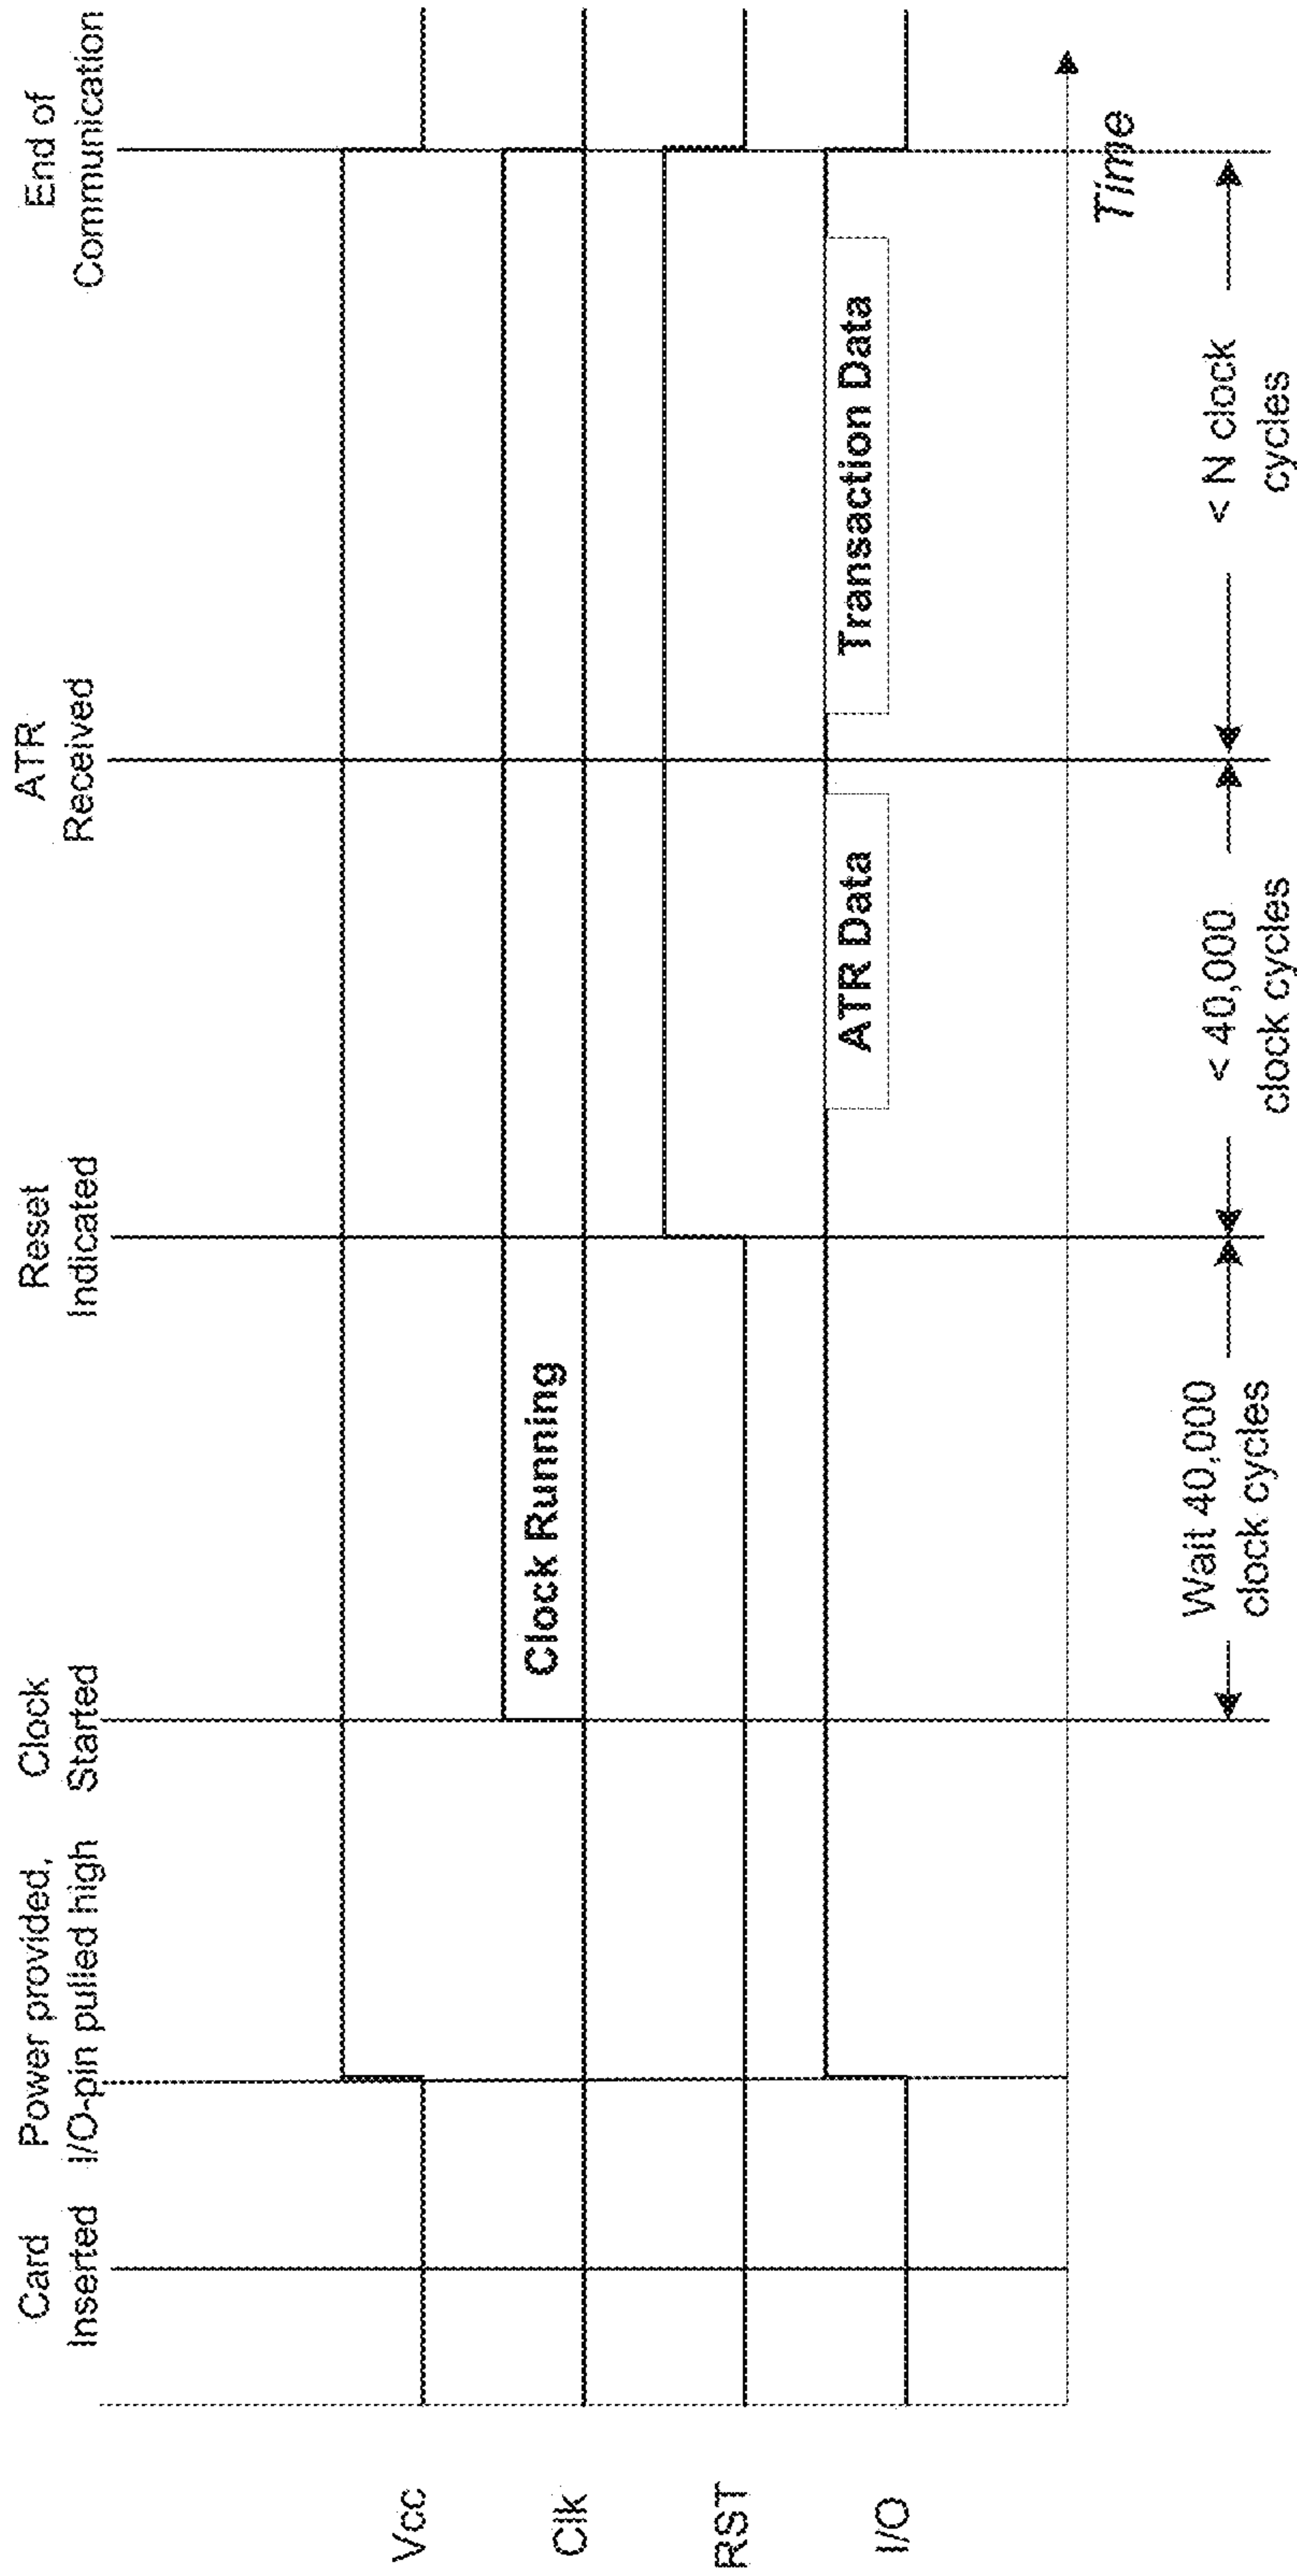 Card
Inserted
Power provided,
I/O-pin pulled high
Clock
Started
Reset
Indicated
ATR
Received
End of
Communication
Vcc
Clk
Clock Running
RST
I/O
ATR Data
Transaction Data
Time
Wait 40,000
clock cycles
< 40,000
clock cycles
< N clock
cycles